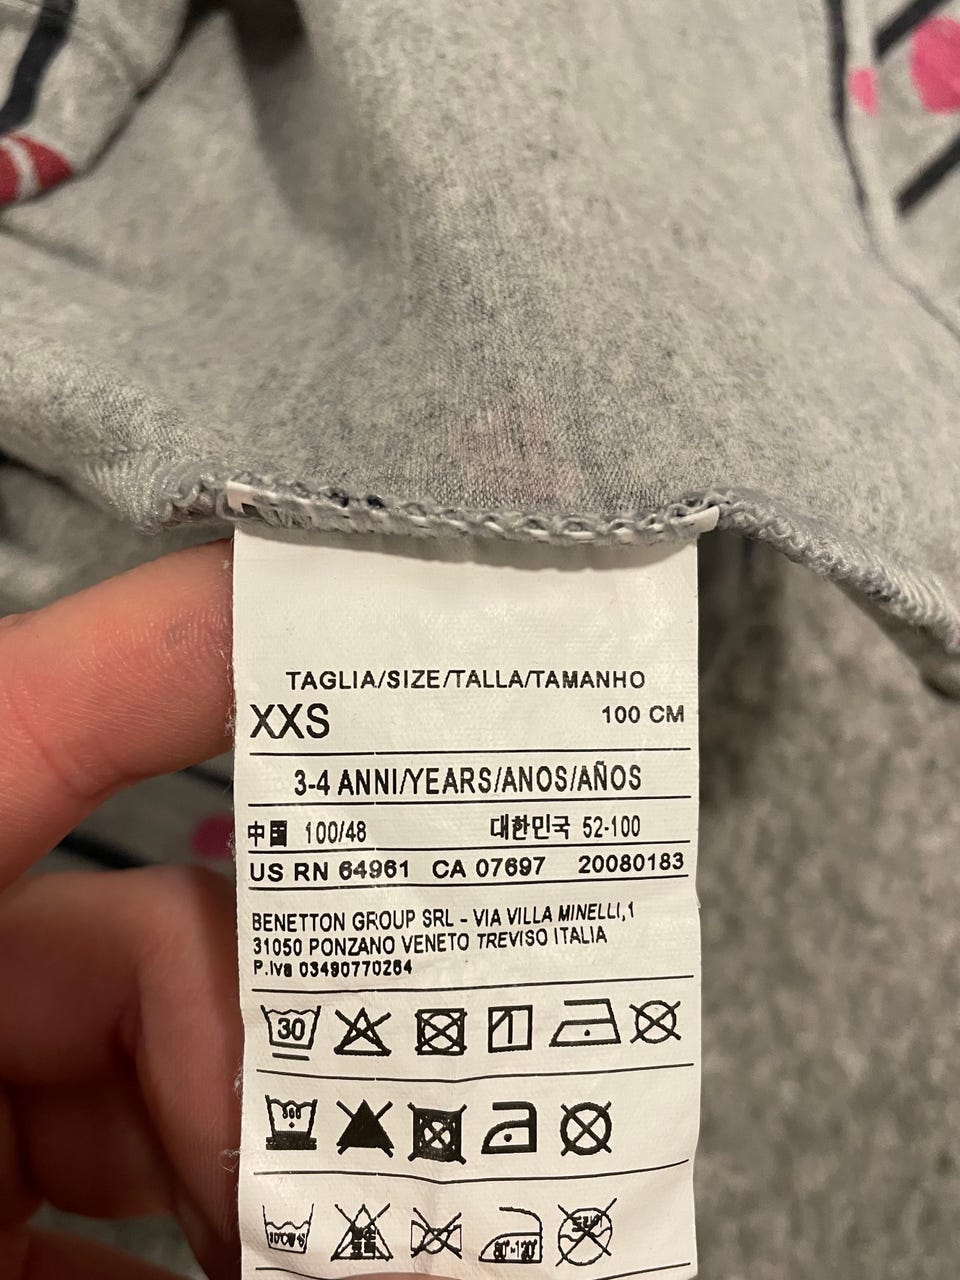 TAGLIA/SIZE/TALLA/TAMANHO
XXS 100 CM
3-4 ANNI/YEARS/ANOS/AÑOS
中国 100/48 대한민국 52-100
US RN 64961 CA 07697 20080183
BENETTON GROUP SRL - VIA VILLA MINELLI,1
31050 PONZANO VENETO TREVISO ITALIA
P.Iva 03490770264
30
80°-120°